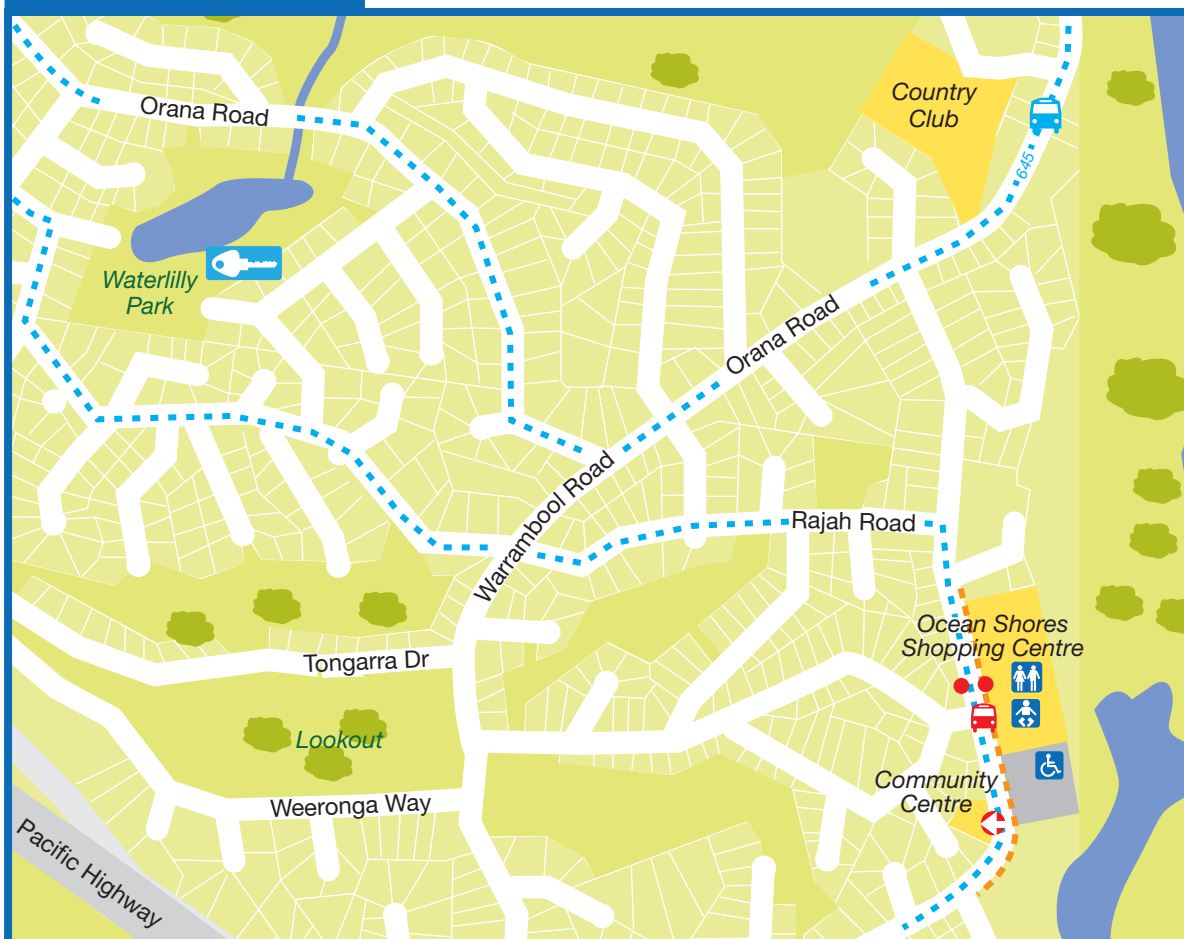 Orana Road
Country
Club
645
Waterlilly
Park
Orana Road
Warrambool Road
Rajah Road
Ocean Shores
Shopping Centre
Tongarra Dr
Lookout
Community
Centre
Weeronga Way
Pacific Highway